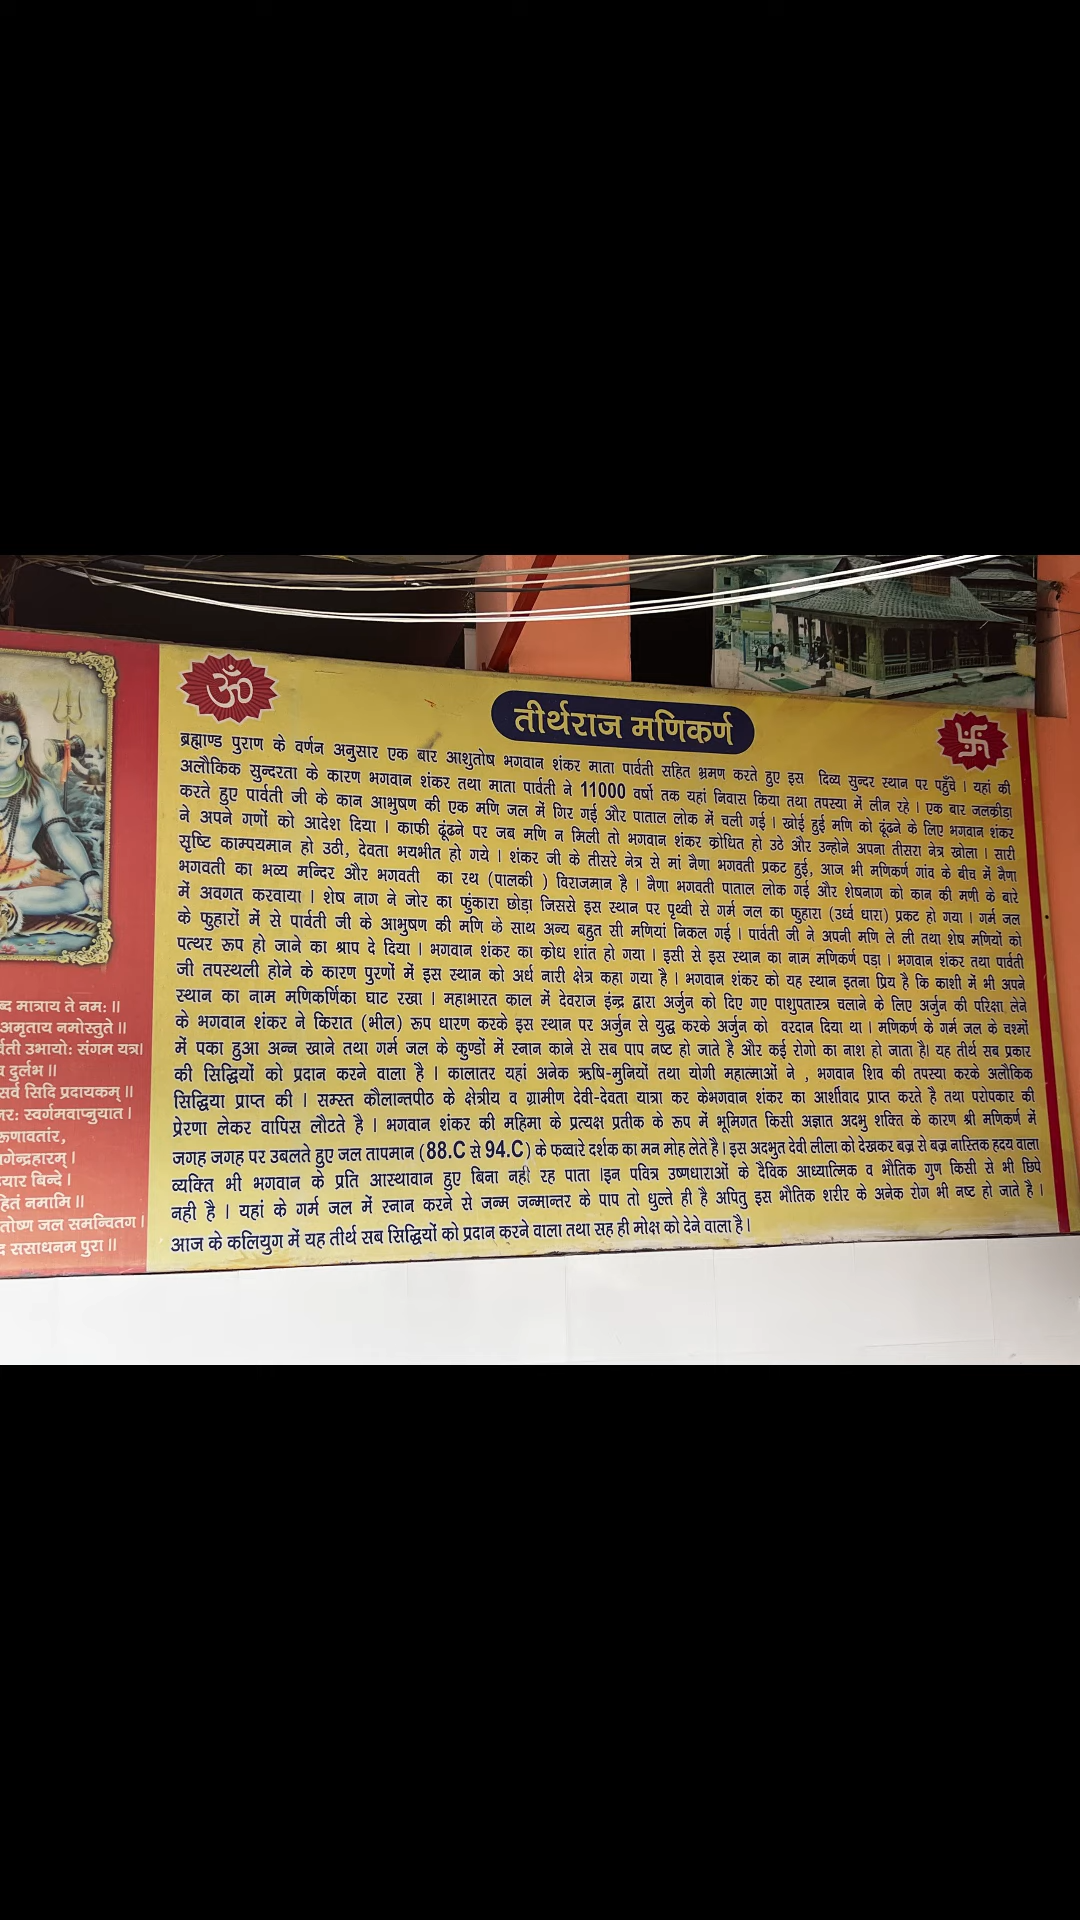 ॐ
तीर्थराज मणिकर्ण
ब्रह्माण्ड पुराण के वर्णन अनुसार एक बार आशुतोष भगवान शंकर माता पार्वती सहित भ्रमण करते हुए इस दिव्य सुन्दर स्थान पर पहुँचे । यहां की
अलौकिक सुन्दरता के कारण भगवान शंकर तथा माता पार्वती ने 11000 वर्षो तक यहां निवास किया तथा तपस्या में लीन रहे । एक बार जलक्रीड़ा
करते हुए पार्वती जी के कान आभुषण की एक मणि जल में गिर गई और पाताल लोक में चली गई । खोई हुई मणि को ढूंढने के लिए भगवान शंकर
ने अपने गणों को आदेश दिया । काफी ढूंढने पर जब मणि न मिली तो भगवान शंकर क्रोधित हो उठे और उन्होने अपना तीसरा नेत्र खोला । सारी
सृष्टि काम्पयमान हो उठी, देवता भयभीत हो गये । शंकर जी के तीसरे नेत्र से मां नैणा भगवती प्रकट हुई, आज भी मणिकर्ण गांव के बीच में नैणा
भगवती का भव्य मन्दिर और भगवती का रथ (पालकी ) विराजमान है । नैणा भगवती पाताल लोक गई और शेषनाग को कान की मणी के बारे
में अवगत करवाया । शेष नाग ने जोर का फुंकारा छोड़ा जिससे इस स्थान पर पृथ्वी से गर्म जल का फुहारा (उर्ध्व धारा) प्रकट हो गया । गर्म जल
के फुहारों में से पार्वती जी के आभुषण की मणि के साथ अन्य बहुत सी मणियां निकल गई । पार्वती जी ने अपनी मणि ले ली तथा शेष मणियों को
पत्थर रूप हो जाने का श्राप दे दिया । भगवान शंकर का क्रोध शांत हो गया । इसी से इस स्थान का नाम मणिकर्ण पड़ा । भगवान शंकर तथा पार्वती
जी तपस्थली होने के कारण पुरणों में इस स्थान को अर्ध नारी क्षेत्र कहा गया है । भगवान शंकर को यह स्थान इतना प्रिय है कि काशी में भी अपने
स्थान का नाम मणिकर्णिका घाट रखा । महाभारत काल में देवराज इंन्द्र द्वारा अर्जुन को दिए गए पाशुपतास्त्र चलाने के लिए अर्जुन की परिक्षा लेने
के भगवान शंकर ने किरात (भील) रूप धारण करके इस स्थान पर अर्जुन से युद्ध करके अर्जुन को वरदान दिया था । मणिकर्ण के गर्म जल के चश्मों
में पका हुआ अन्न खाने तथा गर्म जल के कुण्डों में स्नान काने से सब पाप नष्ट हो जाते है और कई रोगो का नाश हो जाता है। यह तीर्थ सब प्रकार
की सिद्धियों को प्रदान करने वाला है । कालातर यहां अनेक ऋषि-मुनियों तथा योगी महात्माओं ने , भगवान शिव की तपस्या करके अलौकिक
सिद्धिया प्राप्त की । सम्स्त कौलान्तपीठ के क्षेत्रीय व ग्रामीण देवी-देवता यात्रा कर केभगवान शंकर का आर्शीवाद प्राप्त करते है तथा परोपकार की
प्रेरणा लेकर वापिस लौटते है । भगवान शंकर की महिमा के प्रत्यक्ष प्रतीक के रूप में भूमिगत किसी अज्ञात अदभु शक्ति के कारण श्री मणिकर्ण में
जगह जगह पर उबलते हुए जल तापमान (88.C से 94.C) के फव्वारे दर्शक का मन मोह लेते है । इस अदभुत देवी लीला को देखकर बज्र से बज्र नास्तिक हदय वाला
व्यक्ति भी भगवान के प्रति आस्थावान हुए बिना नही रह पाता ।इन पवित्र उष्णधाराओं के दैविक आध्यात्मिक व भौतिक गुण किसी से भी छिपे
नही है । यहां के गर्म जल में स्नान करने से जन्म जन्मान्तर के पाप तो धुल्ते ही है अपितु इस भौतिक शरीर के अनेक रोग भी नष्ट हो जाते है ।
आज के कलियुग में यह तीर्थ सब सिद्धियों को प्रदान करने वाला तथा सह ही मोक्ष को देने वाला है ।
मात्राय ते नमः ॥
अमृताय नमोस्तुते ॥
उभायोः संगम यत्र।
दुर्लभ ॥
सर्व सिदि प्रदायकम् ॥
स्वर्गमवाप्नुयात ।
बिन्दे ।
नमामि ॥
जल समन्वितग ।
ससाधनम पुरा ॥